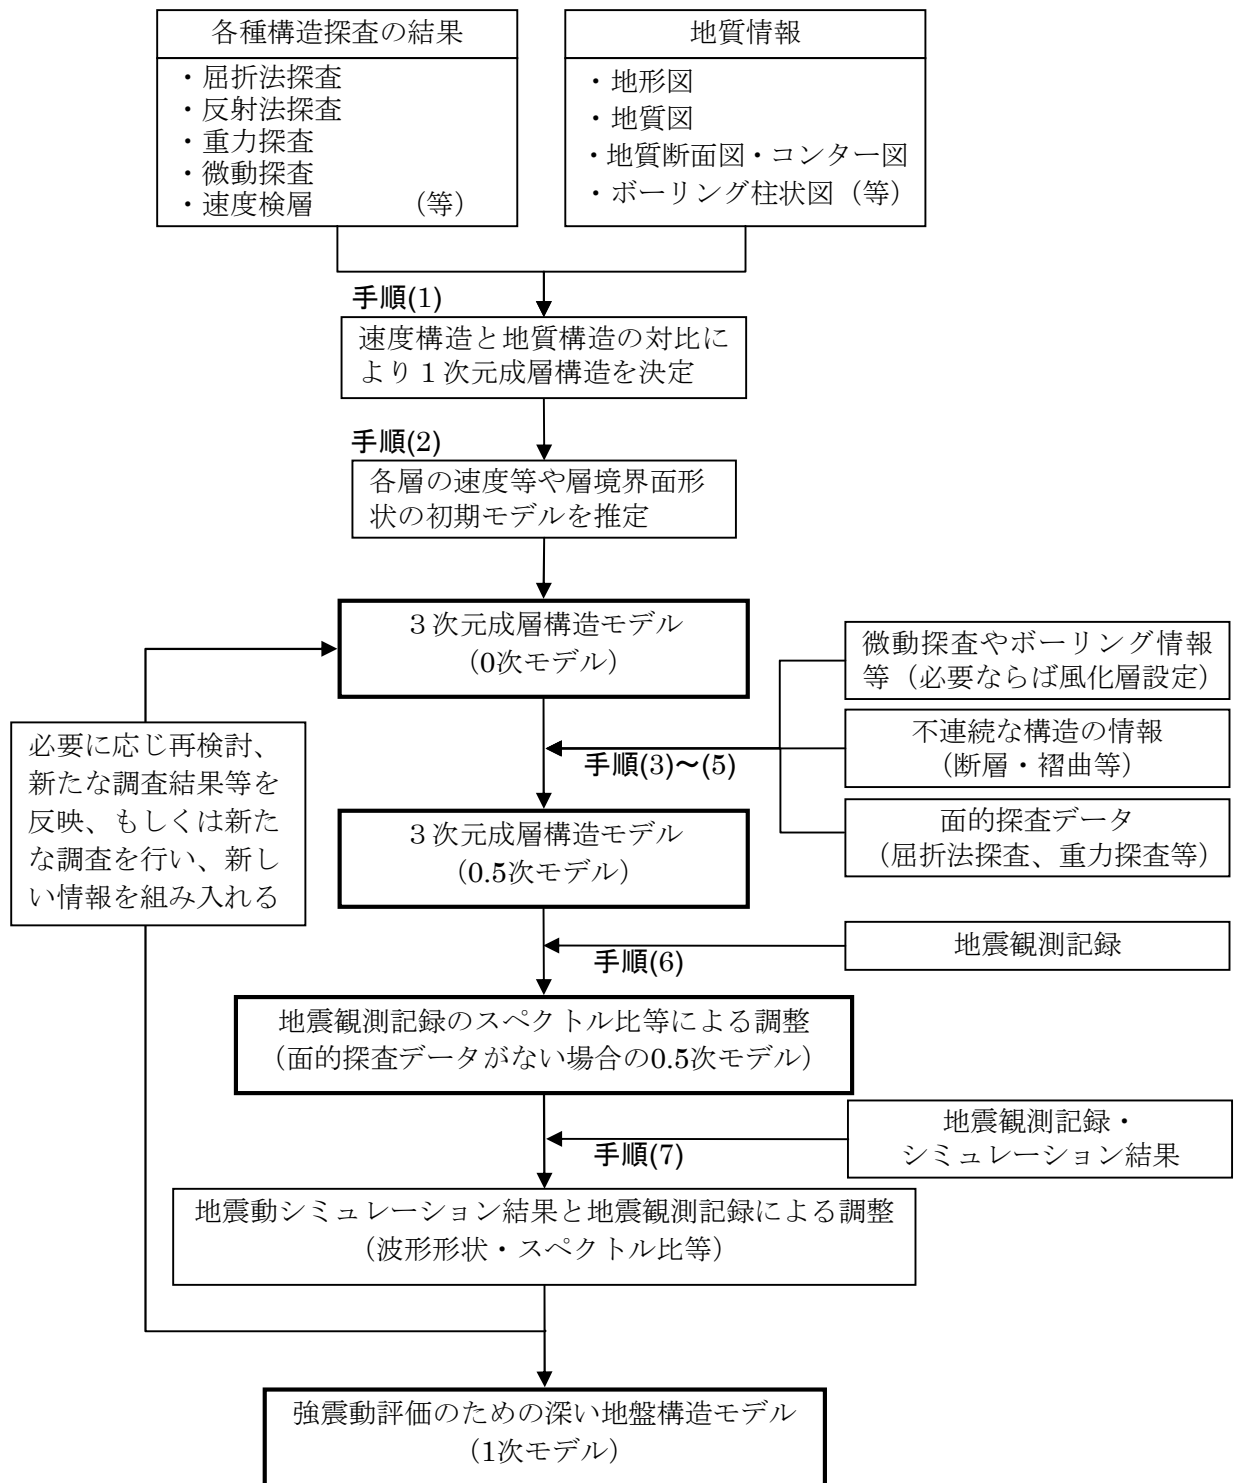 各種構造探査の結果
・屈折法探査
・反射法探査
・重力探査
・微動探査
・速度検層 (等)
地質情報
・地形図
・地質図
・地質断面図・コンター図
・ボーリング柱状図(等)
手順(1)
速度構造と地質構造の対比に
より1次元成層構造を決定
手順(2)
各層の速度等や層境界面形
状の初期モデルを推定
3次元成層構造モデル
(0次モデル)
微動探査やボーリング情報
等(必要ならば風化層設定)
不連続な構造の情報
(断層・褶曲等)
面的探査データ
(屈折法探査、重力探査等)
手順(3)〜(5)
必要に応じ再検討、
新たな調査結果等を
反映、もしくは新た
な調査を行い、新し
い情報を組み入れる
3次元成層構造モデル
(0.5次モデル)
地震観測記録
手順(6)
地震観測記録のスペクトル比等による調整
(面的探査データがない場合の0.5次モデル)
地震観測記録・
シミュレーション結果
手順(7)
地震動シミュレーション結果と地震観測記録による調整
(波形形状・スペクトル比等)
強震動評価のための深い地盤構造モデル
(1次モデル)